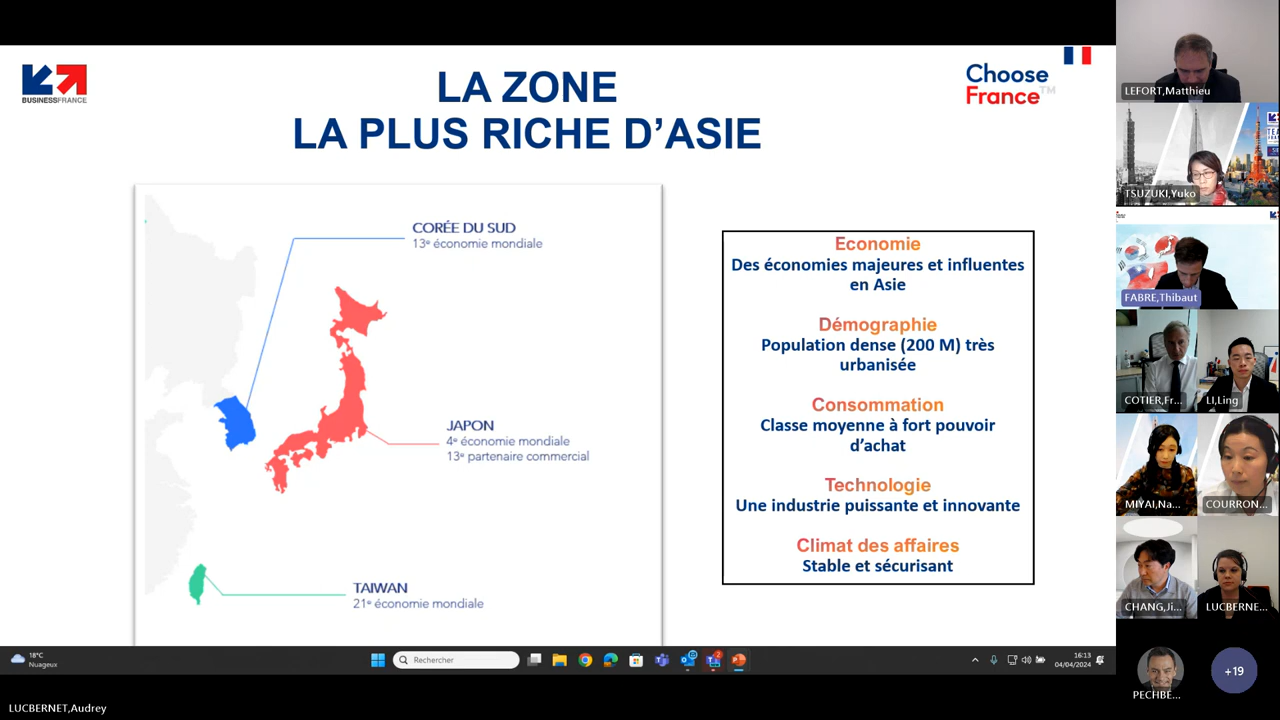 BUSINESSFRANCE
LA ZONE
LA PLUS RICHE D’ASIE
Choose
France™
CORÉE DU SUD
13e économie mondiale
JAPON
4e économie mondiale
13e partenaire commercial
TAIWAN
21e économie mondiale
Economie
Des économies majeures et influentes
en Asie
Démographie
Population dense (200 M) très
urbanisée
Consommation
Classe moyenne à fort pouvoir
d’achat
Technologie
Une industrie puissante et innovante
Climat des affaires
Stable et sécurisant
LEFORT,Matthieu
TSUZUKI,Yuko
FABRE,Thibaut
COTIER,Fr...
LI,Ling
MIYAI,Na...
COURRON...
CHANG,Ji...
LUCBERNE...
PECHBE...
+19
18°C
Nuageux
Rechercher
16:13
04/04/2024
LUCBERNET,Audrey